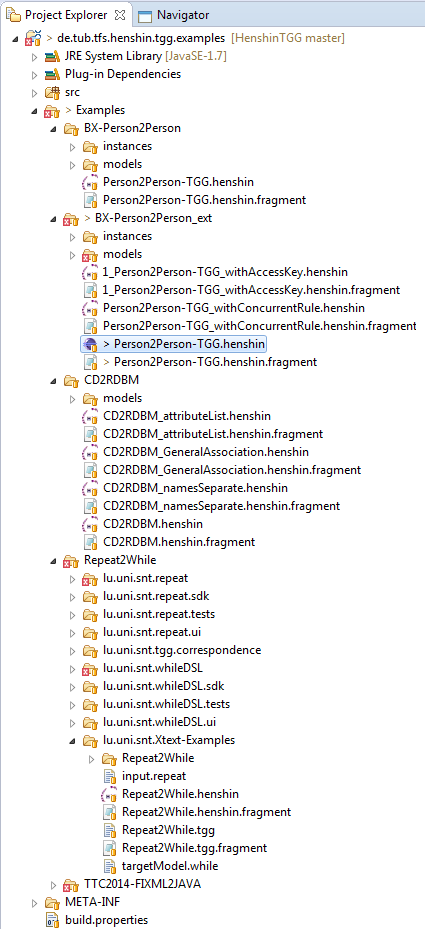 Project Explorer Navigator
> de.tub.tfs.henshin.tgg.examples [HenshinTGG master]
JRE System Library [JavaSE-1.7]
Plug-in Dependencies
src
> Examples
BX-Person2Person
instances
models
Person2Person-TGG.henshin
Person2Person-TGG.henshin.fragment
> BX-Person2Person_ext
instances
models
1_Person2Person-TGG_withAccessKey.henshin
1_Person2Person-TGG_withAccessKey.henshin.fragment
Person2Person-TGG_withConcurrentRule.henshin
Person2Person-TGG_withConcurrentRule.henshin.fragment
> Person2Person-TGG.henshin
> Person2Person-TGG.henshin.fragment
CD2RDBM
models
CD2RDBM_attributeList.henshin
CD2RDBM_attributeList.henshin.fragment
CD2RDBM_GeneralAssociation.henshin
CD2RDBM_GeneralAssociation.henshin.fragment
CD2RDBM_namesSeparate.henshin
CD2RDBM_namesSeparate.henshin.fragment
CD2RDBM.henshin
CD2RDBM.henshin.fragment
Repeat2While
lu.uni.snt.repeat
lu.uni.snt.repeat.sdk
lu.uni.snt.repeat.tests
lu.uni.snt.repeat.ui
lu.uni.snt.tgg.correspondence
lu.uni.snt.whileDSL
lu.uni.snt.whileDSL.sdk
lu.uni.snt.whileDSL.tests
lu.uni.snt.whileDSL.ui
lu.uni.snt.Xtext-Examples
Repeat2While
input.repeat
Repeat2While.henshin
Repeat2While.henshin.fragment
Repeat2While.tgg
Repeat2While.tgg.fragment
targetModel.while
TTC2014-FIXML2JAVA
META-INF
build.properties